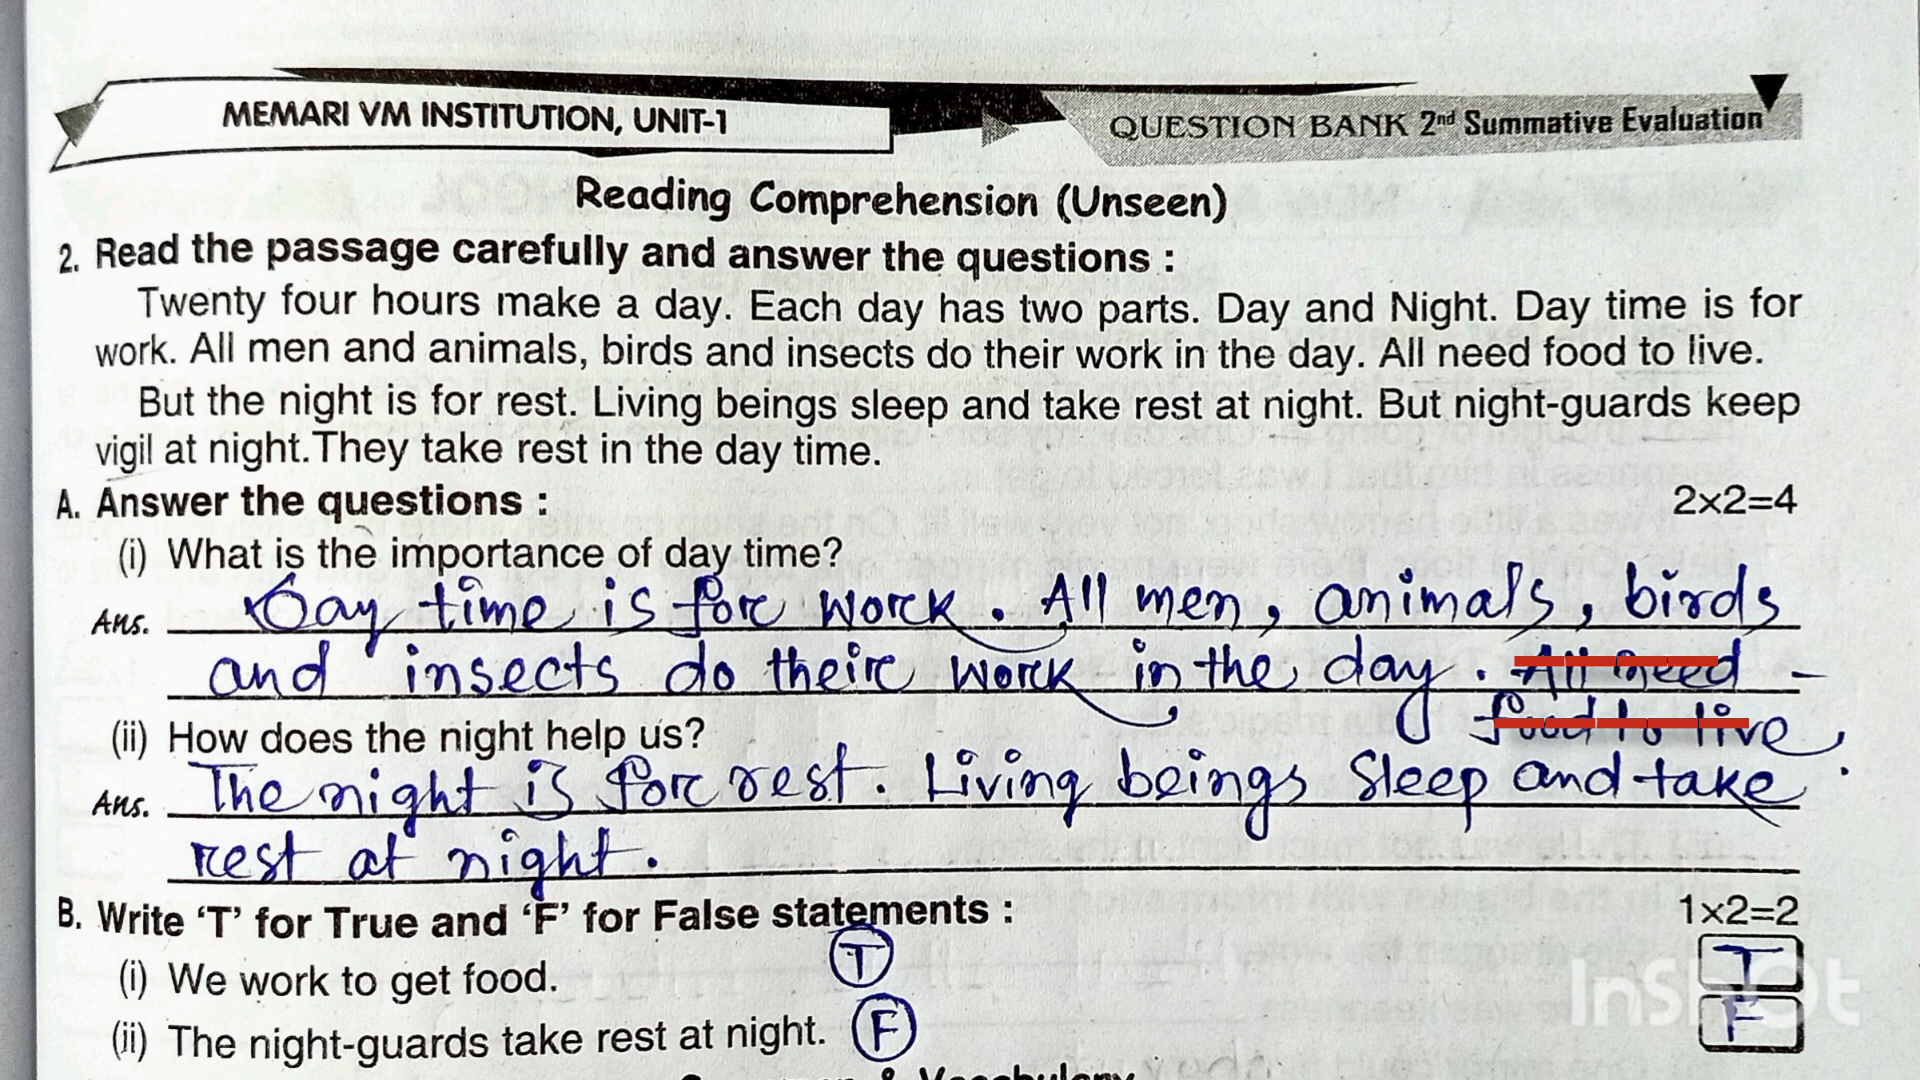 MEMARI VM INSTITUTION, UNIT-1
QUESTION BANK 2nd Summative Evaluation
Reading Comprehension (Unseen)
2. Read the passage carefully and answer the questions :
Twenty four hours make a day. Each day has two parts. Day and Night. Day time is for
work. All men and animals, birds and insects do their work in the day. All need food to live.
But the night is for rest. Living beings sleep and take rest at night. But night-guards keep
vigil at night. They take rest in the day time.
A. Answer the questions : 2x2=4
(i) What is the importance of day time?
Ans. Day time is for work. All men, animals, birds
and insects do their work in the day. All need
food to live.
(ii) How does the night help us?
Ans. The night is for rest. Living beings sleep and take
rest at night.
B. Write 'T' for True and 'F' for False statements : 1x2=2
(i) We work to get food. T T
(ii) The night-guards take rest at night. F F
InShOt